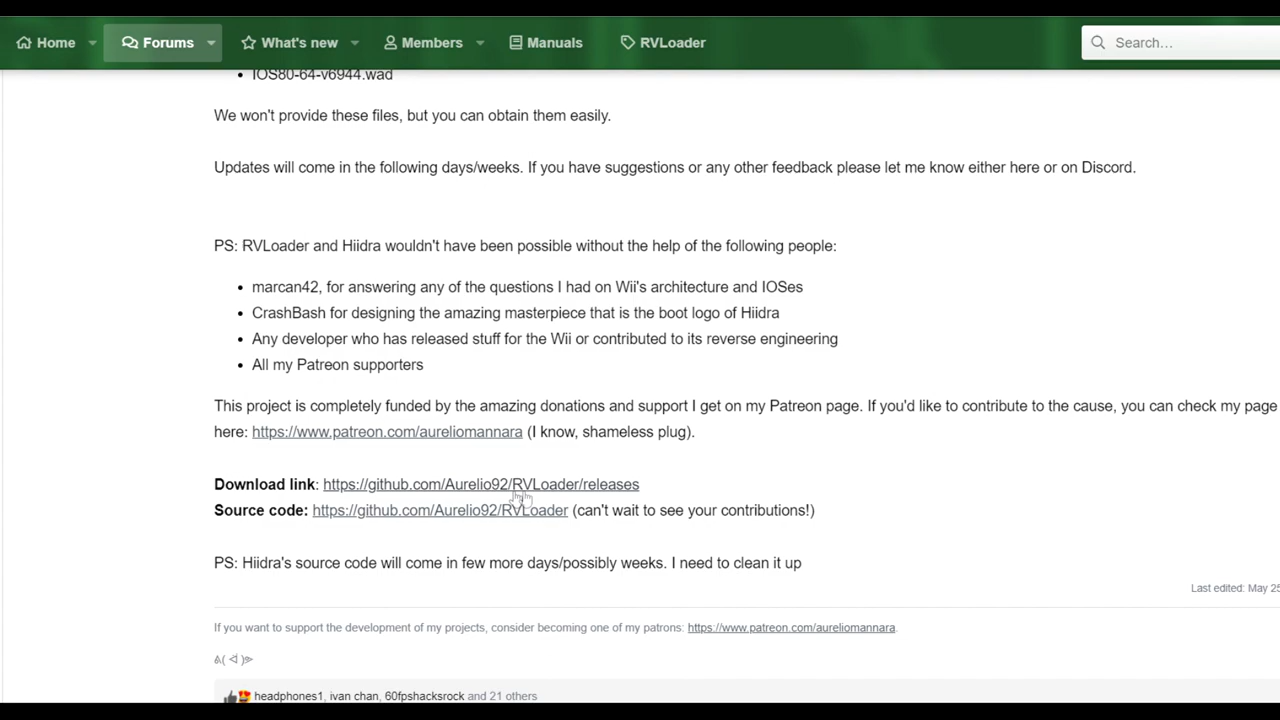 Home
Forums
What's new
Members
Manuals
RVLoader
Search…
IOS80-64-v6944.wad
We won't provide these files, but you can obtain them easily.
Updates will come in the following days/weeks. If you have suggestions or any other feedback please let me know either here or on Discord.
PS: RVLoader and Hiidra wouldn't have been possible without the help of the following people:
marcan42, for answering any of the questions I had on Wii's architecture and IOSes
CrashBash for designing the amazing masterpiece that is the boot logo of Hiidra
Any developer who has released stuff for the Wii or contributed to its reverse engineering
All my Patreon supporters
This project is completely funded by the amazing donations and support I get on my Patreon page. If you'd like to contribute to the cause, you can check my page
here: https://www.patreon.com/aureliomannara (I know, shameless plug).
Download link: https://github.com/Aurelio92/RVLoader/releases
Source code: https://github.com/Aurelio92/RVLoader (can't wait to see your contributions!)
PS: Hiidra's source code will come in few more days/possibly weeks. I need to clean it up
Last edited: May 25
If you want to support the development of my projects, consider becoming one of my patrons: https://www.patreon.com/aureliomannara.
headphones1, ivan chan, 60fpshacksrock and 21 others